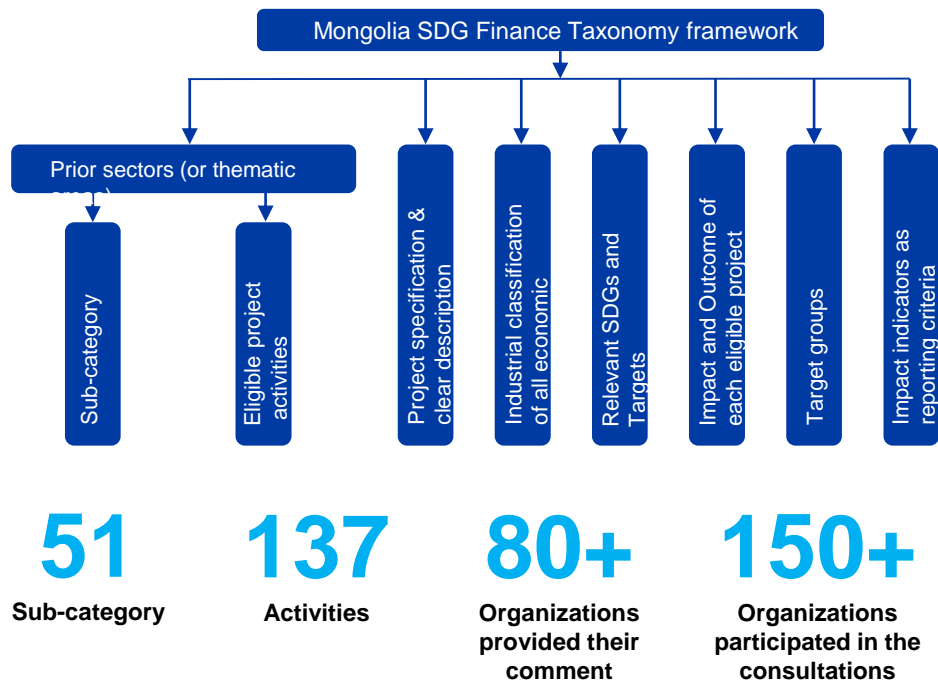 Mongolia SDG Finance Taxonomy framework
Prior sectors (or thematic
Sub-category
Eligible project
activities
Project specification &
clear description
Industrial classification
of all economic
Relevant SDGs and
Targets
Impact and Outcome of
each eligible project
Target groups
Impact indicators as
reporting criteria
51
Sub-category
137
Activities
80+
Organizations
provided their
comment
150+
Organizations
participated in the
consultations